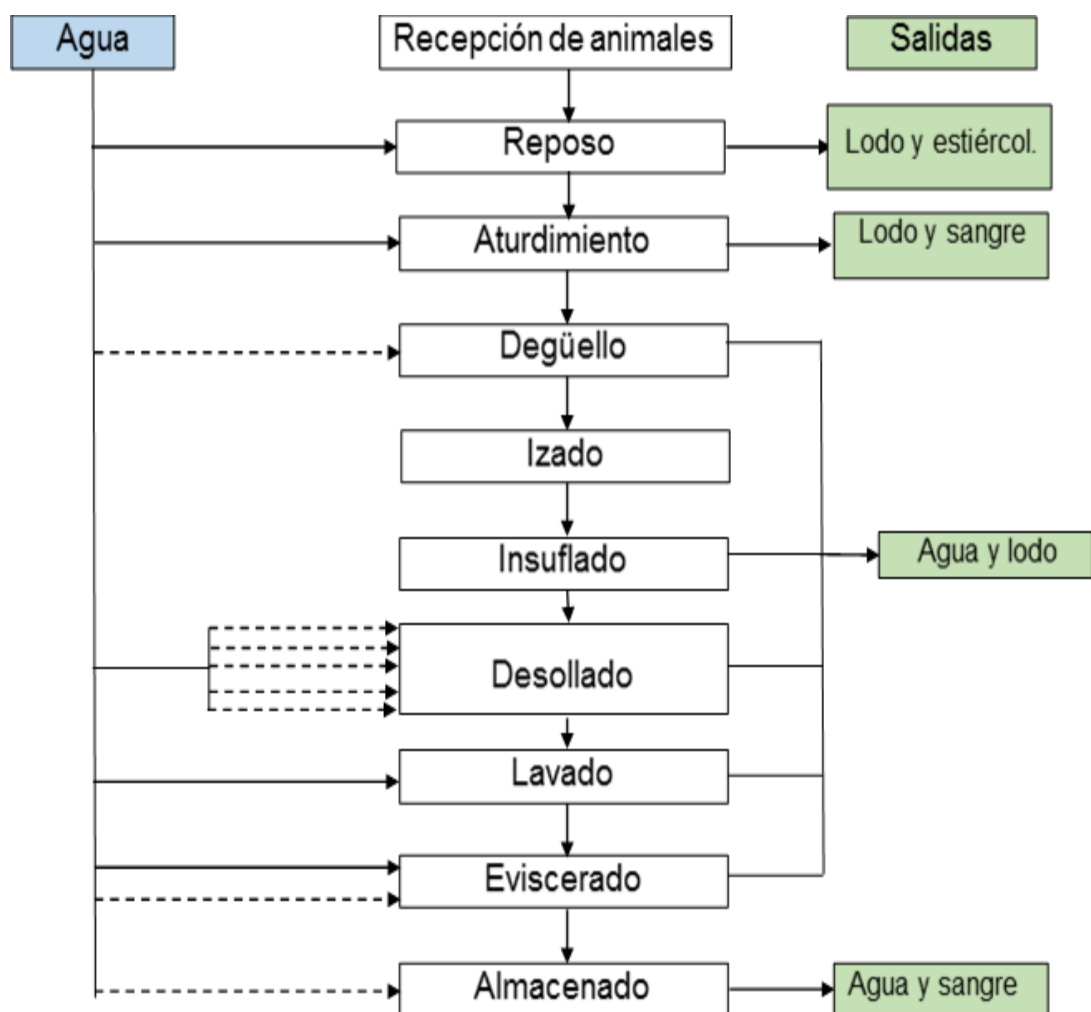 Agua
Recepción de animales
Salidas
Reposo
Lodo y estiércol.
Aturdimiento
Lodo y sangre
Degüello
Izado
Insuflado
Agua y lodo
Desollado
Lavado
Eviscerado
Almacenado
Agua y sangre